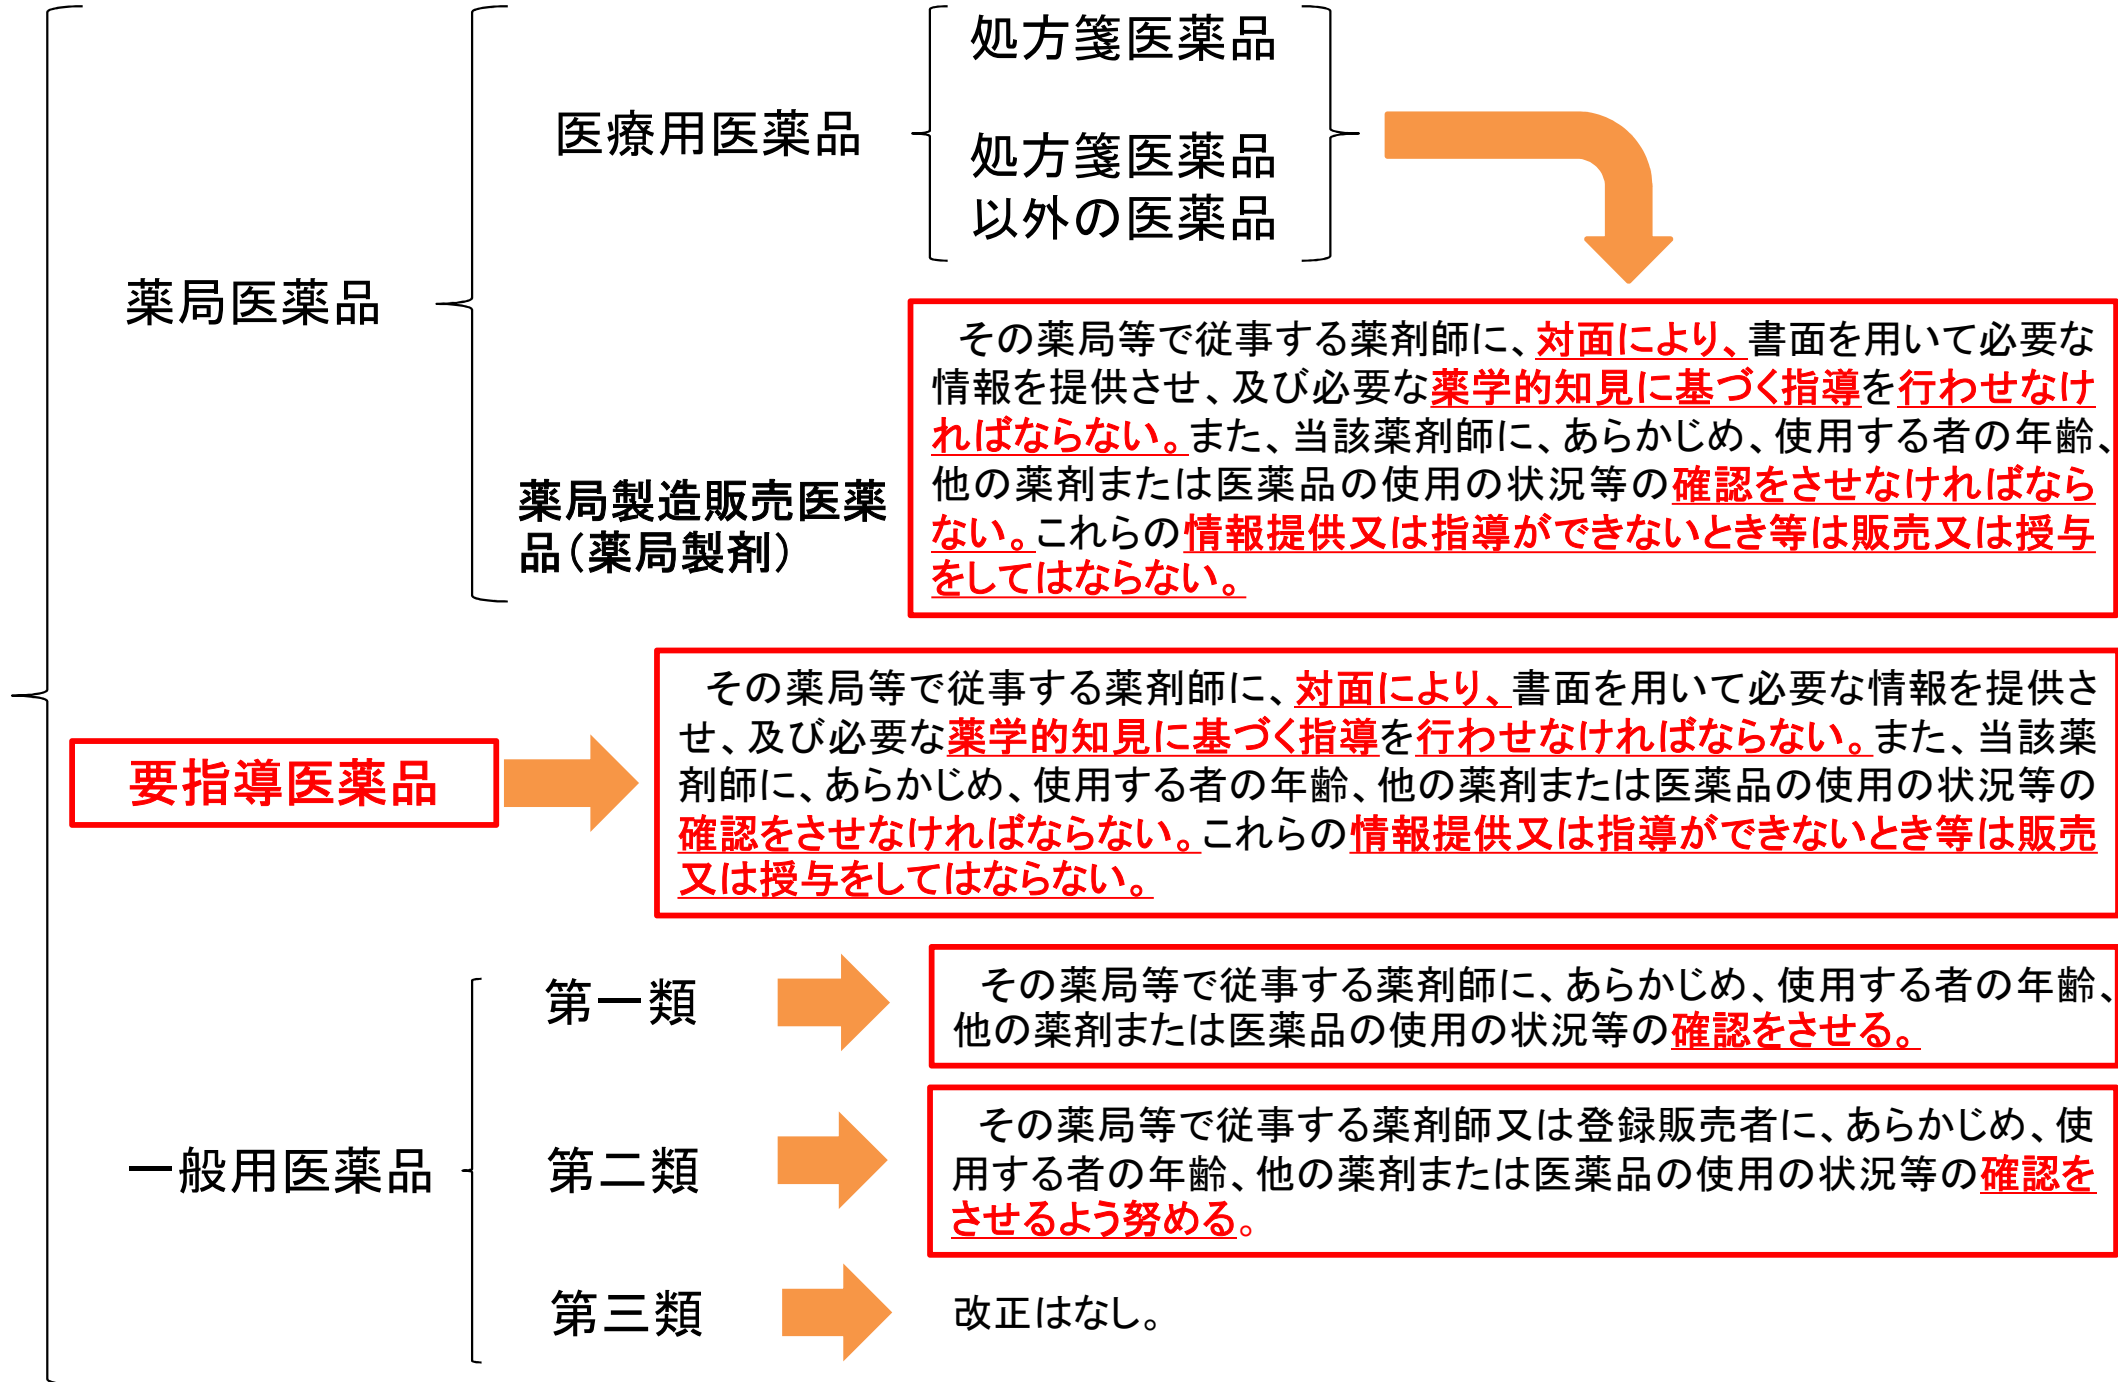 処方箋医薬品
医療用医薬品
処方箋医薬品
以外の医薬品
薬局医薬品
その薬局等で従事する薬剤師に、対面により、書面を用いて必要な
情報を提供させ、及び必要な薬学的知見に基づく指導を行わせなけ
ればならない。また、当該薬剤師に、あらかじめ、使用する者の年齢、
他の薬剤または医薬品の使用の状況等の確認をさせなければなら
ない。これらの情報提供又は指導ができないとき等は販売又は授与
をしてはならない。
薬局製造販売医薬
品（薬局製剤）
要指導医薬品
その薬局等で従事する薬剤師に、対面により、書面を用いて必要な情報を提供さ
せ、及び必要な薬学的知見に基づく指導を行わせなければならない。また、当該薬
剤師に、あらかじめ、使用する者の年齢、他の薬剤または医薬品の使用の状況等の
確認をさせなければならない。これらの情報提供又は指導ができないとき等は販売
又は授与をしてはならない。
一般用医薬品
第一類
その薬局等で従事する薬剤師に、あらかじめ、使用する者の年齢、
他の薬剤または医薬品の使用の状況等の確認をさせる。
第二類
その薬局等で従事する薬剤師又は登録販売者に、あらかじめ、使
用する者の年齢、他の薬剤または医薬品の使用の状況等の確認を
させるよう努める。
第三類
改正はなし。